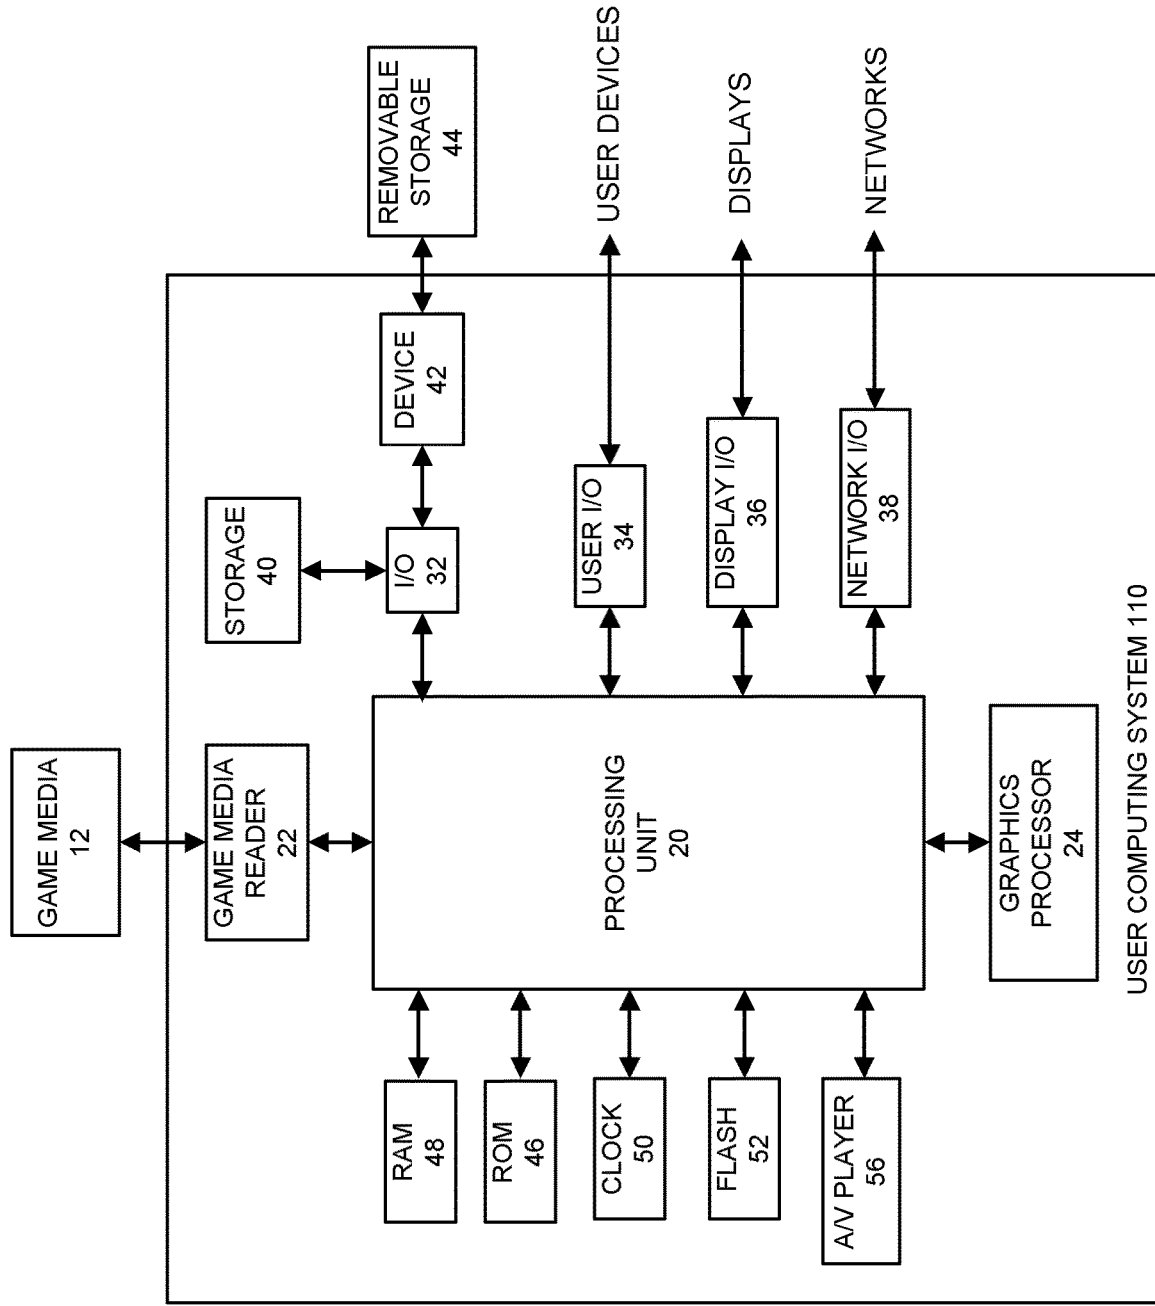 GAME MEDIA
12
GAME MEDIA
READER
22
STORAGE
40
REMOVABLE
STORAGE
44
DEVICE
42
I/O
32
RAM
48
ROM
46
CLOCK
50
FLASH
52
A/V PLAYER
56
PROCESSING
UNIT
20
USER I/O
34
USER DEVICES
DISPLAY I/O
36
DISPLAYS
NETWORK I/O
38
NETWORKS
GRAPHICS
PROCESSOR
24
USER COMPUTING SYSTEM 110